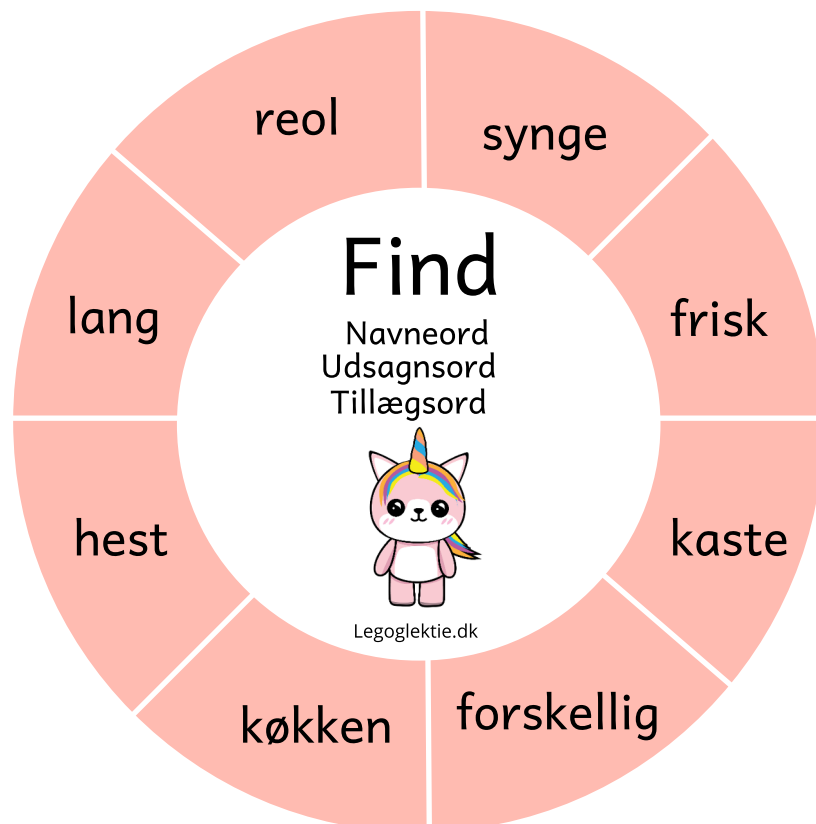 reol
synge
lang
Find
frisk
Navneord
Udsagnsord
Tillægsord
hest
kaste
Legoglektie.dk
køkken
forskellig